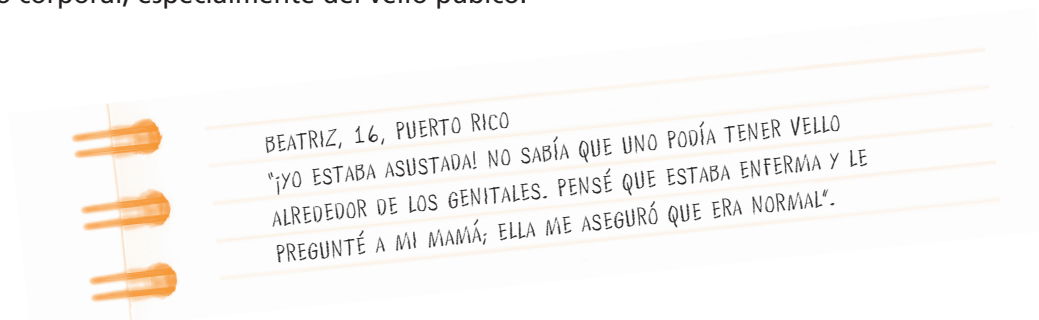 o corporal, especialmente del vello púbico.
BEATRIZ, 16, PUERTO RICO
"¡YO ESTABA ASUSTADA! NO SABÍA QUE UNO PODÍA TENER VELLO
ALREDEDOR DE LOS GENITALES. PENSÉ QUE ESTABA ENFERMA Y LE
PREGUNTÉ A MI MAMÁ; ELLA ME ASEGURÓ QUE ERA NORMAL".